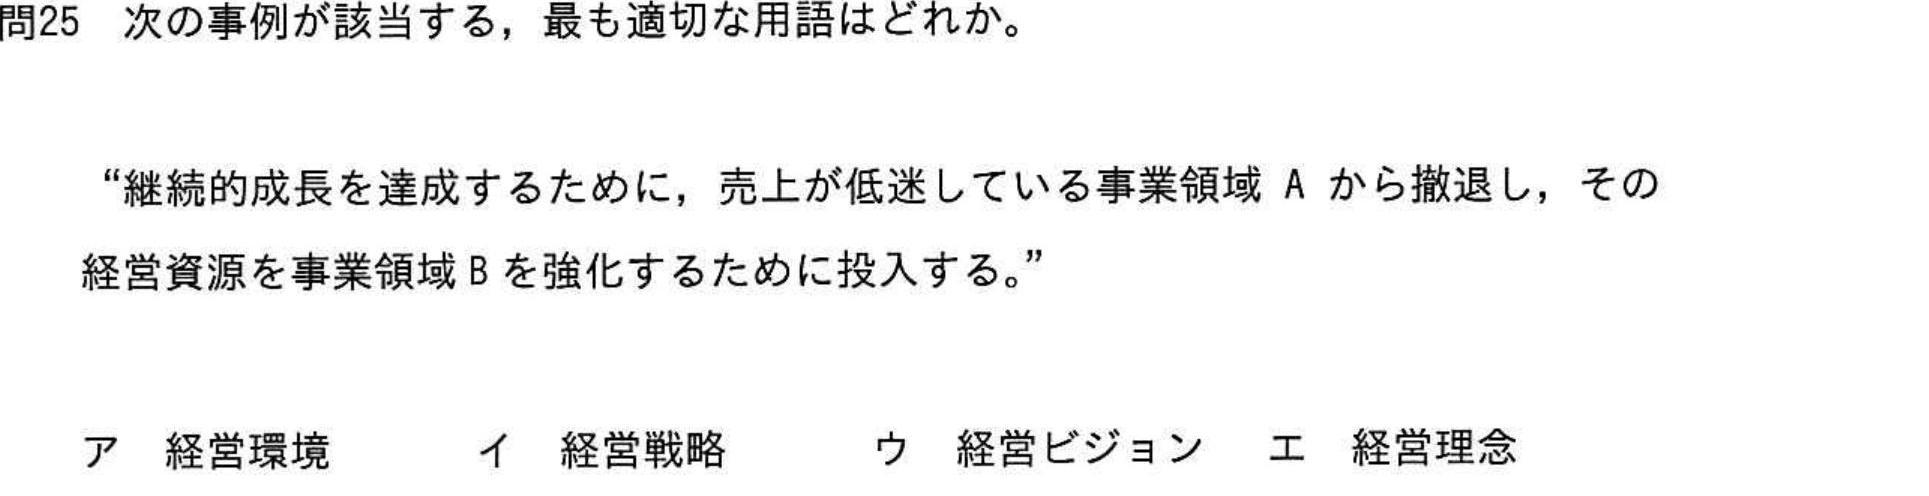 問25　次の事例が該当する，最も適切な用語はどれか。
“継続的成長を達成するために，売上が低迷している事業領域 A から撤退し，その
経営資源を事業領域 B を強化するために投入する。”
ア　経営環境　イ　経営戦略　ウ　経営ビジョン　エ　経営理念